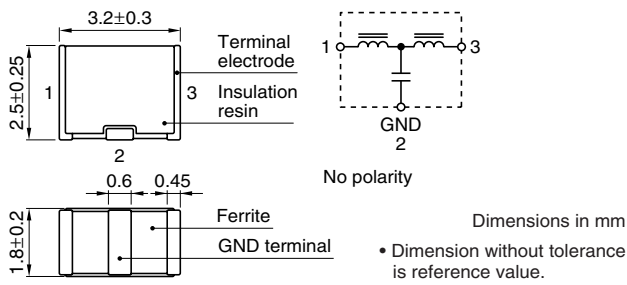 3.2±0.3
2.5±0.25
1
3
2
Terminal
electrode
Insulation
resin
1
3
GND
2
No polarity
0.6
0.45
1.8±0.2
Ferrite
GND terminal
Dimensions in mm
• Dimension without tolerance
is reference value.